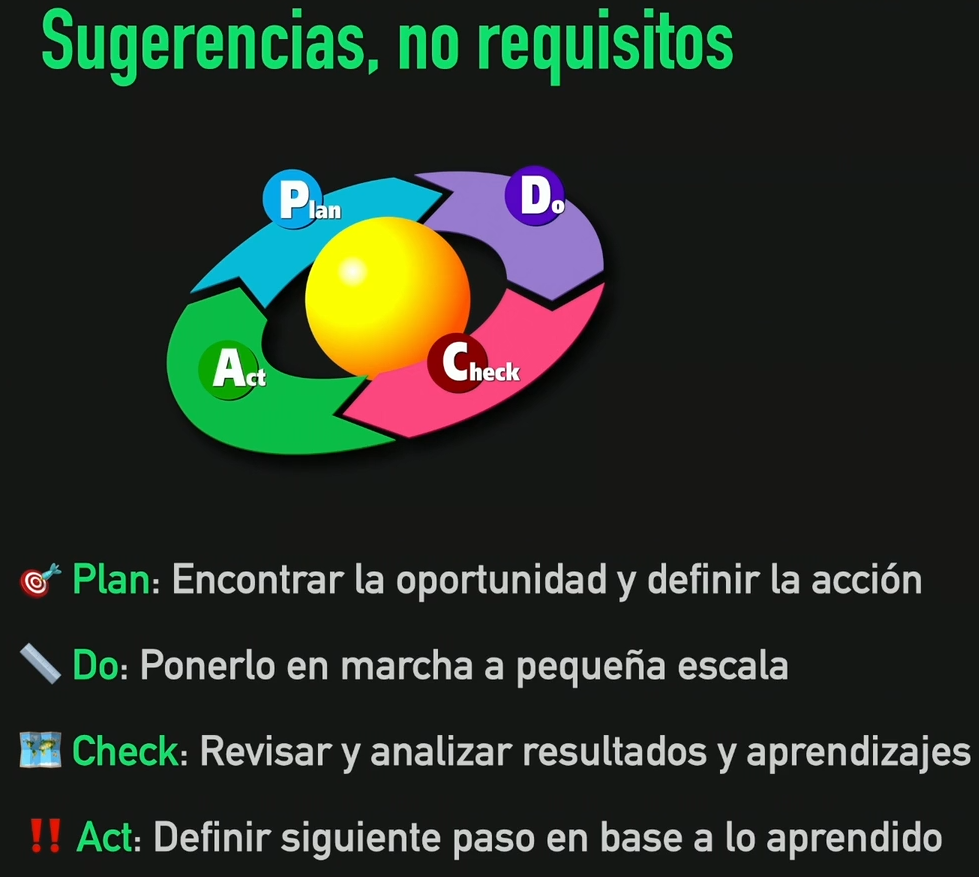 Sugerencias, no requisitos
Plan
Do
Act
Check
🎯 Plan: Encontrar la oportunidad y definir la acción
📏 Do: Ponerlo en marcha a pequeña escala
🗺️ Check: Revisar y analizar resultados y aprendizajes
‼️ Act: Definir siguiente paso en base a lo aprendido